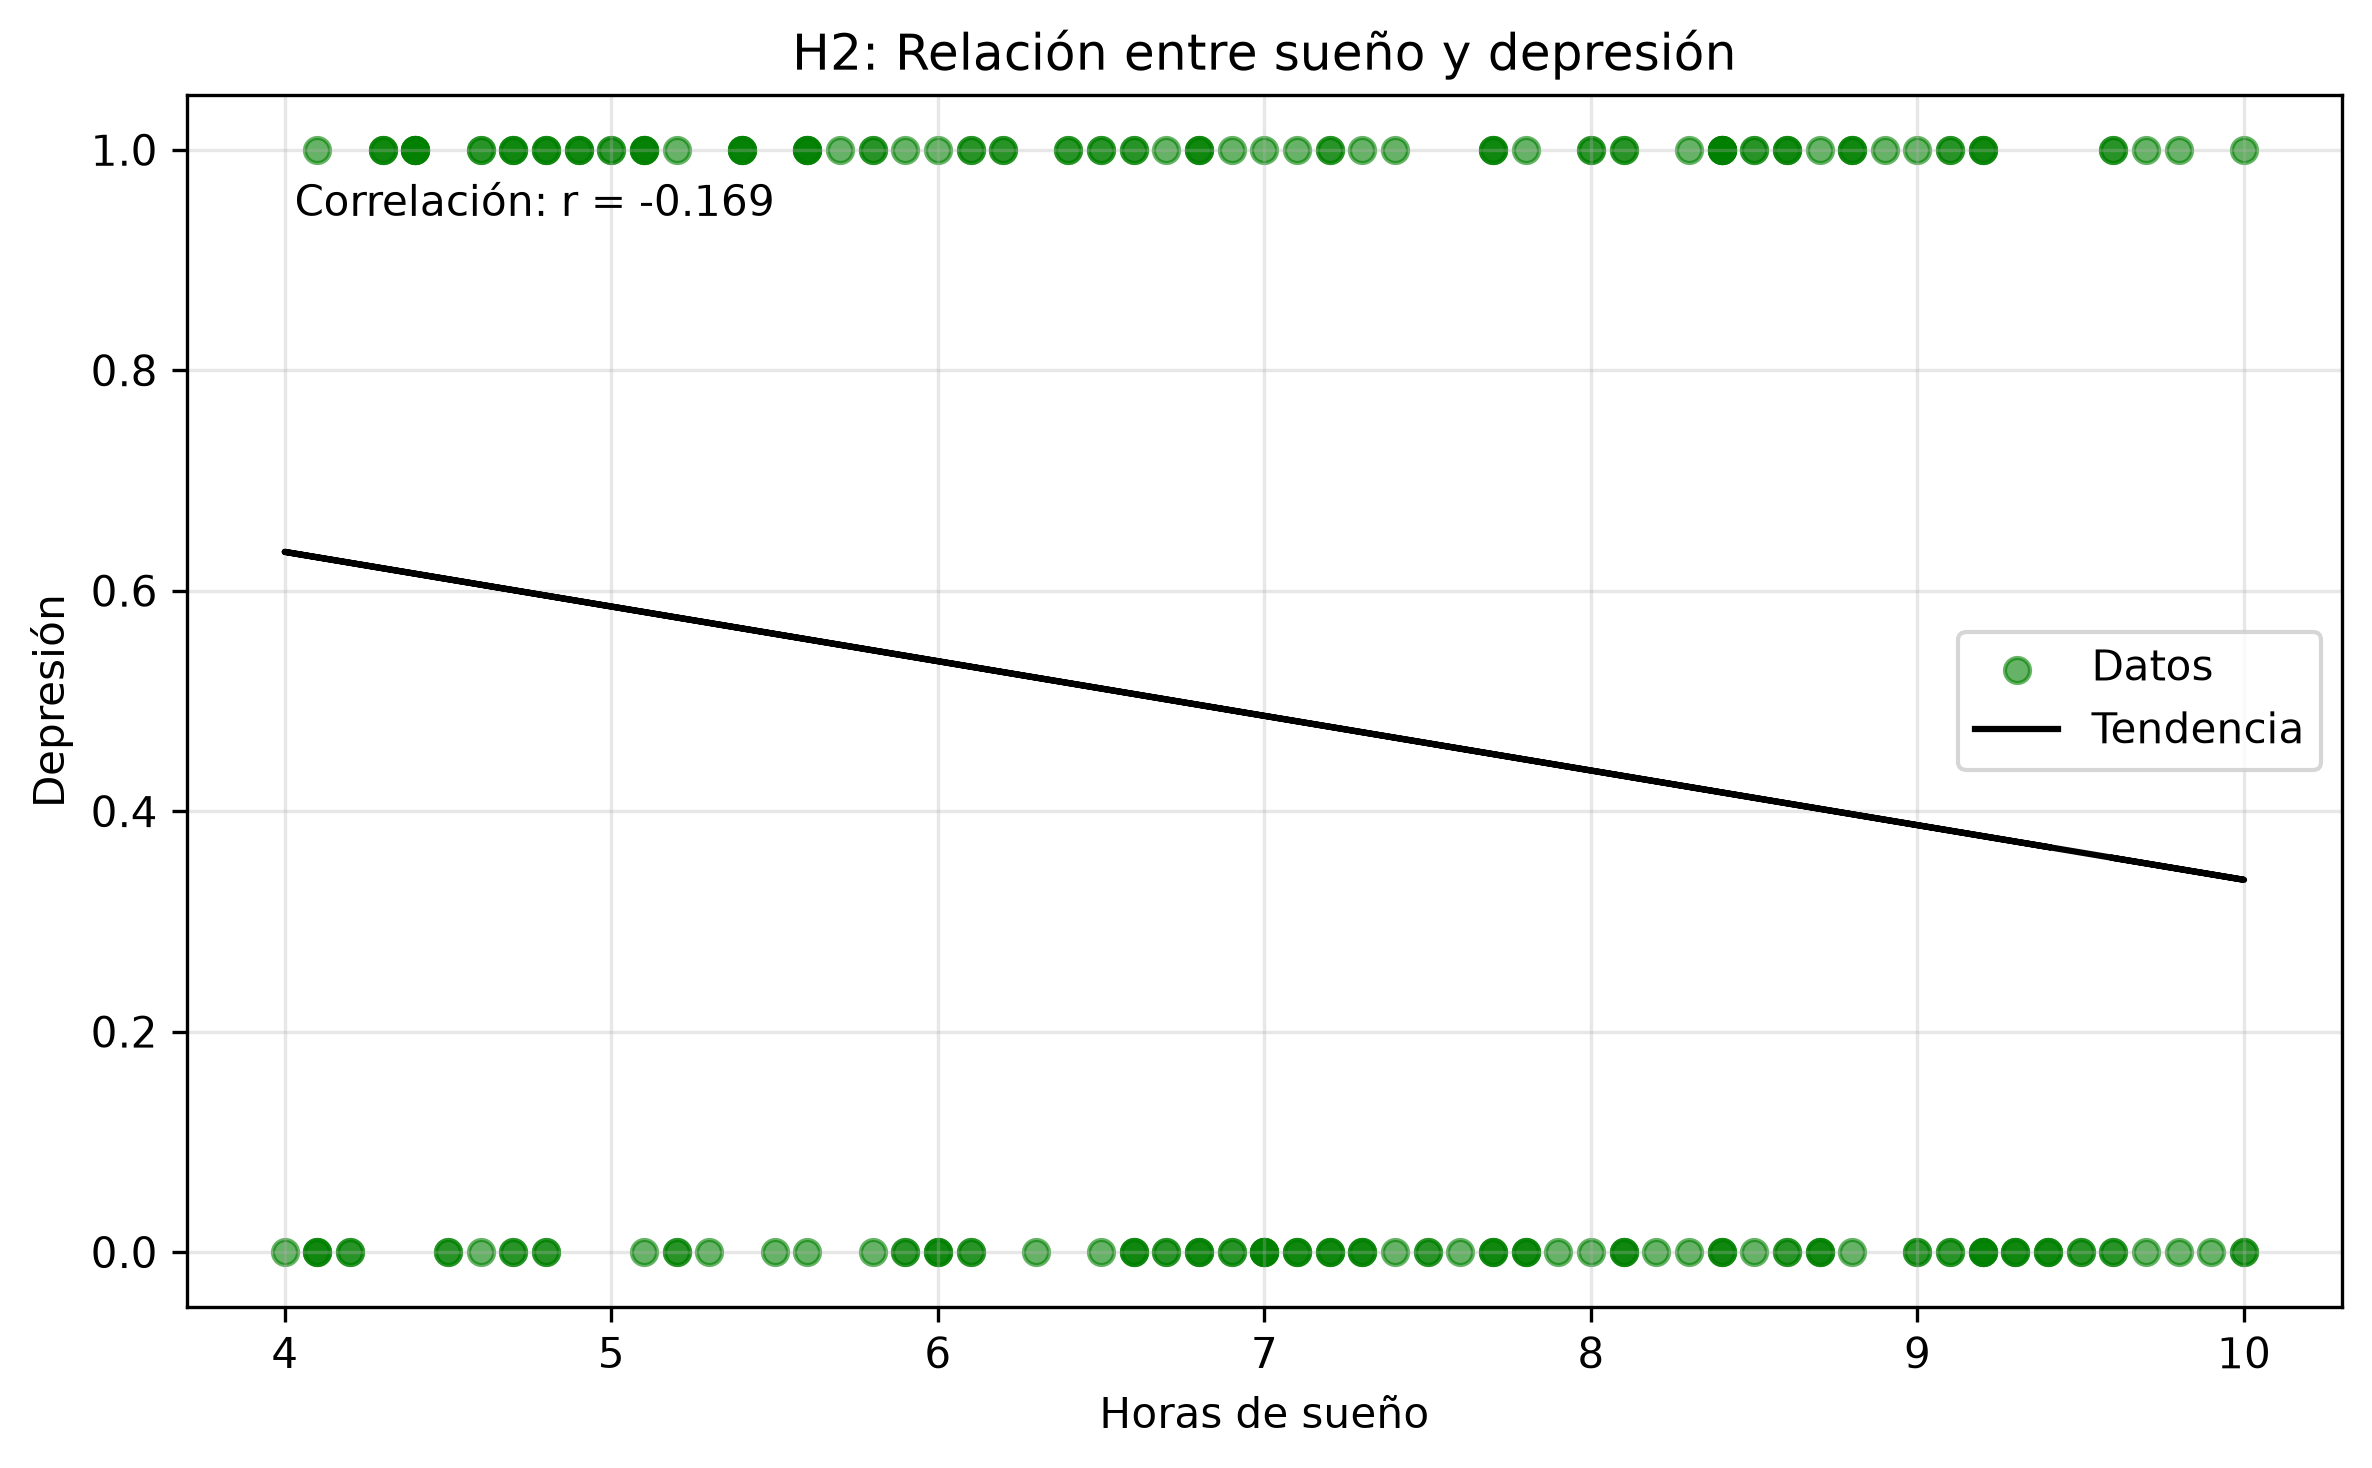 H2: Relación entre sueño y depresión
1.0
Correlación: r = -0.169
0.8
0.6
0.4
0.2
0.0
Depresión
Datos
Tendencia
4 5 6 7 8 9 10
Horas de sueño